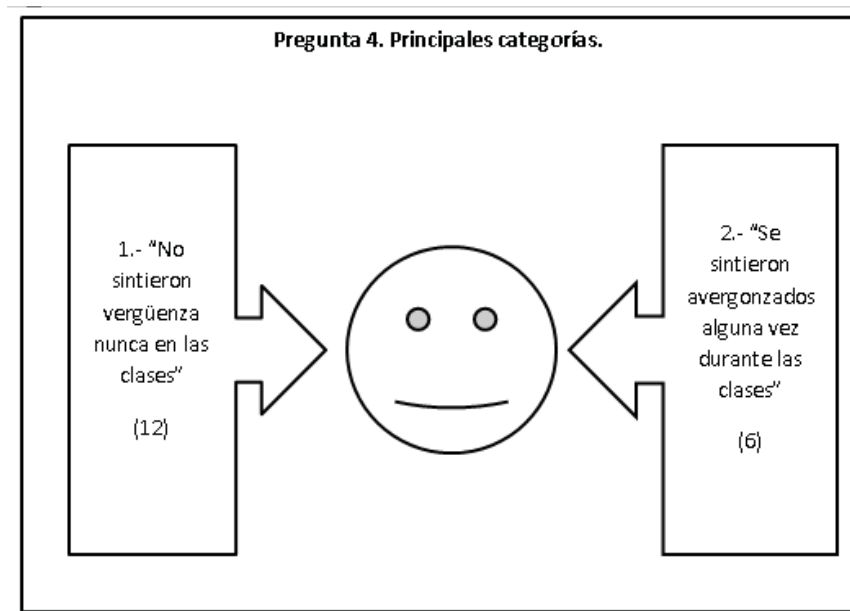 Pregunta 4. Principales categorías.
1.- “No
sintieron
vergüenza
nunca en las
clases”
(12)
2.- “Se
sintieron
avergonzados
alguna vez
durante las
clases”
(6)